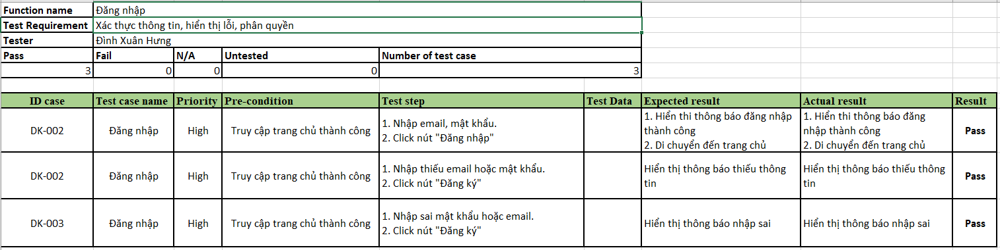 Function name Đăng nhập
Test Requirement Xác thực thông tin, hiển thị lỗi, phân quyền
Tester Đình Xuân Hưng
Pass Fail N/A Untested Number of test case
3 0 0 0 3
ID case Test case name Priority Pre-condition Test step Test Data Expected result Actual result Result
DK-002 Đăng nhập High Truy cập trang chủ thành công
1. Nhập email, mật khẩu.
2. Click nút "Đăng nhập"
1. Hiển thi thông báo đăng nhập
thành công
2. Di chuyển đến trang chủ
1. Hiển thi thông báo đăng
nhập thành công
2. Di chuyển đến trang chủ
Pass
DK-002 Đăng nhập High Truy cập trang chủ thành công
1. Nhập thiếu email hoặc mật khẩu.
2. Click nút "Đăng ký"
Hiển thị thông báo thiếu thông
tin
Hiển thị thông báo thiếu thông
tin
Pass
DK-003 Đăng nhập High Truy cập trang chủ thành công
1. Nhập sai mật khẩu hoặc email.
2. Click nút "Đăng ký"
Hiển thị thông báo nhập sai
Hiển thị thông báo nhập sai
Pass